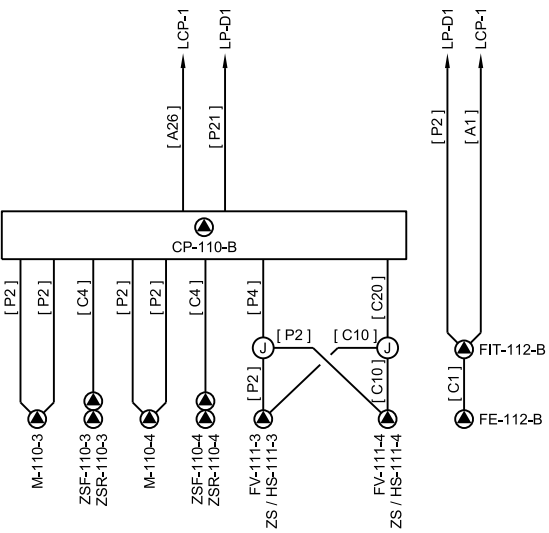 LCP-1
LP-D1
LP-D1
LCP-1
[ A26 ]
[ P21 ]
[ P2 ]
[ A1 ]
CP-110-B
[ P2 ]
[ P2 ]
[ C4 ]
[ P2 ]
[ P2 ]
[ C4 ]
[ P4 ]
[ C20 ]
J
[ P2 ]
[ C10 ]
J
FIT-112-B
[ P2 ]
[ C10 ]
[ C1 ]
FE-112-B
M-110-3
ZSF-110-3
ZSR-110-3
M-110-4
ZSF-110-4
ZSR-110-4
FV-111-3
ZS / HS-111-3
FV-111-4
ZS / HS-111-4